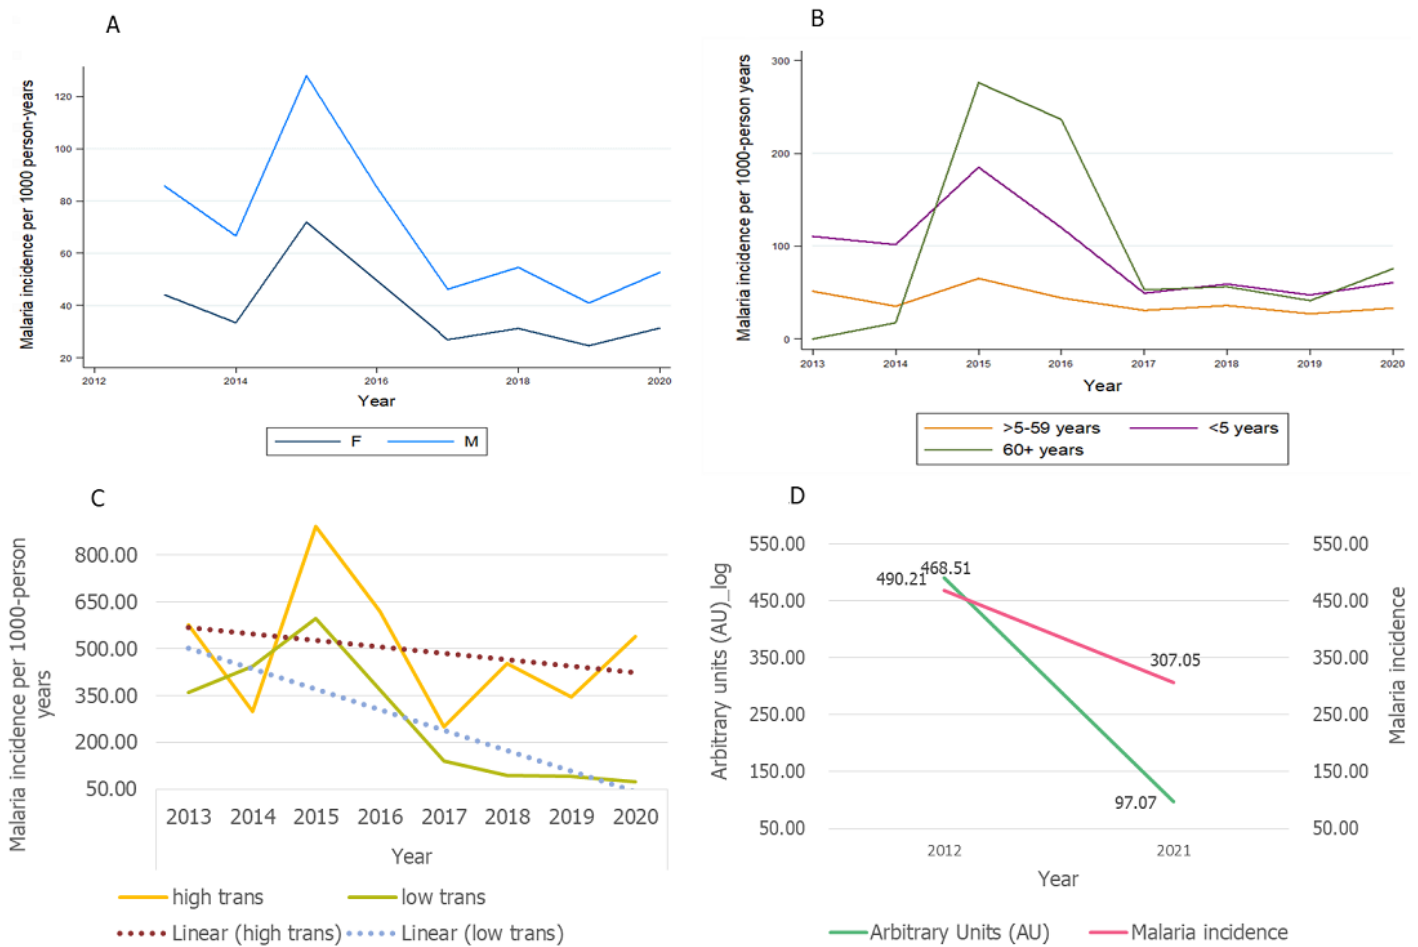 A
Malaria incidence per 1000 person-years
120
100
80
60
40
20
2012
2014
2016
2018
2020
Year
F
M
B
Malaria incidence per 1000-person years
300
200
100
0
2013
2014
2015
2016
2017
2018
2019
2020
Year
>5-59 years
<5 years
60+ years
C
Malaria incidence per 1000-person
years
800.00
650.00
500.00
350.00
200.00
50.00
2013
2014
2015
2016
2017
2018
2019
2020
Year
high trans
low trans
Linear (high trans)
Linear (low trans)
D
Arbitrary units (AU)_log
550.00
450.00
350.00
250.00
150.00
50.00
490.21
468.51
307.05
97.07
550.00
450.00
350.00
250.00
150.00
50.00
Malaria incidence
2012
2021
Year
Arbitrary Units (AU)
Malaria incidence